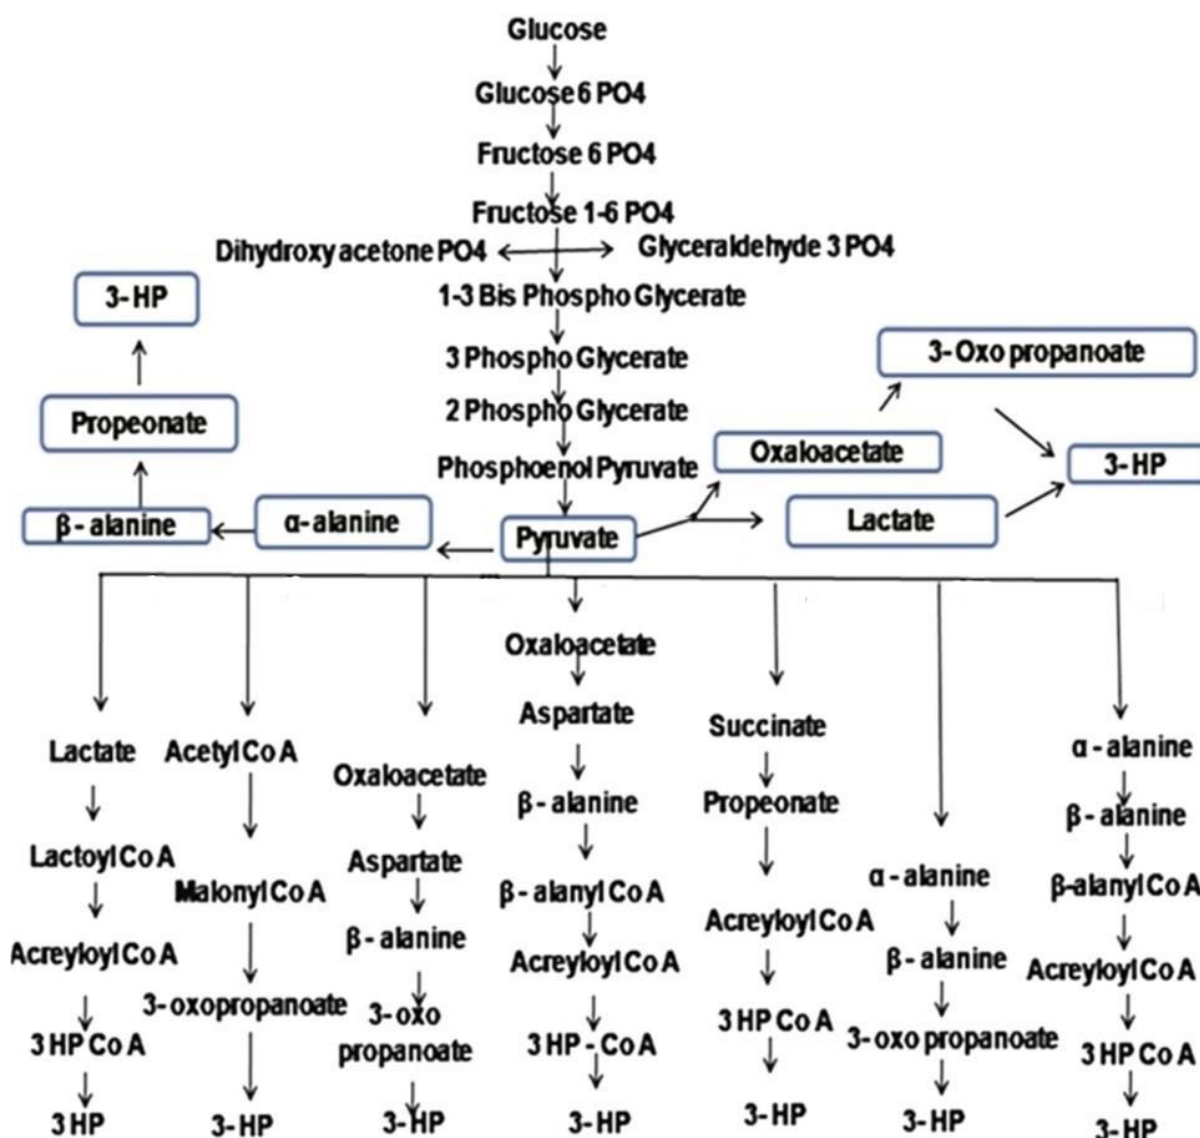 Glucose
Glucose 6 PO4
Fructose 6 PO4
Fructose 1-6 PO4
Dihydroxy acetone PO4
Glyceraldehyde 3 PO4
1-3 Bis Phospho Glycerate
3 Phospho Glycerate
2 Phospho Glycerate
Phosphoenol Pyruvate
Pyruvate
3-HP
Propeonate
β-alanine
α-alanine
Oxaloacetate
3-Oxo propanoate
Lactate
3-HP
Lactate
Lactoyl Co A
Acreyloyl Co A
3 HP Co A
3 HP
Acetyl Co A
Malonyl Co A
3-oxopropanoate
3-HP
Oxaloacetate
Aspartate
β-alanine
3-oxo
propanoate
3-HP
Oxaloacetate
Aspartate
β-alanine
β-alanyl Co A
Acreyloyl Co A
3 HP-Co A
3-HP
Succinate
Propeonate
Acreyloyl Co A
3 HP Co A
3-HP
α-alanine
β-alanine
3-oxo propanoate
3-HP
α-alanine
β-alanine
β-alanyl Co A
Acreyloyl Co A
3 HP Co A
3-HP